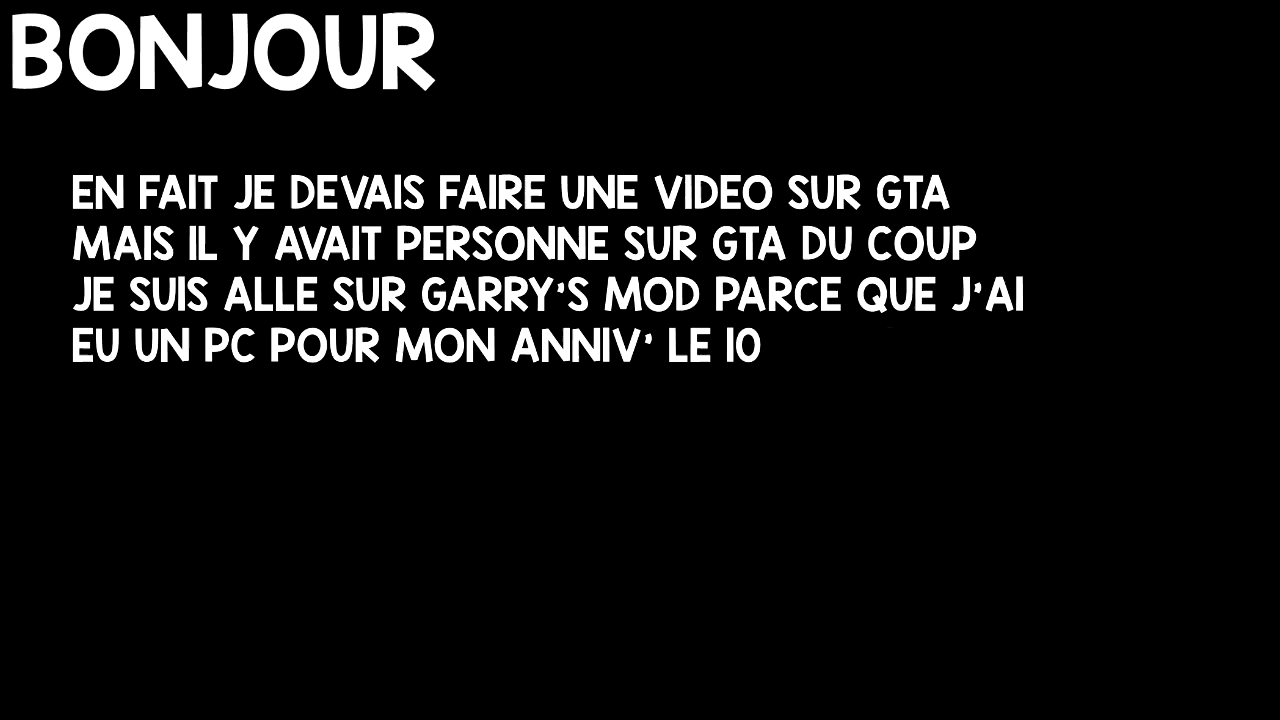 BONJOUR
EN FAIT JE DEVAIS FAIRE UNE VIDEO SUR GTA
MAIS IL Y AVAIT PERSONNE SUR GTA DU COUP
JE SUIS ALLE SUR GARRY'S MOD PARCE QUE J'AI
EU UN PC POUR MON ANNIV' LE 10